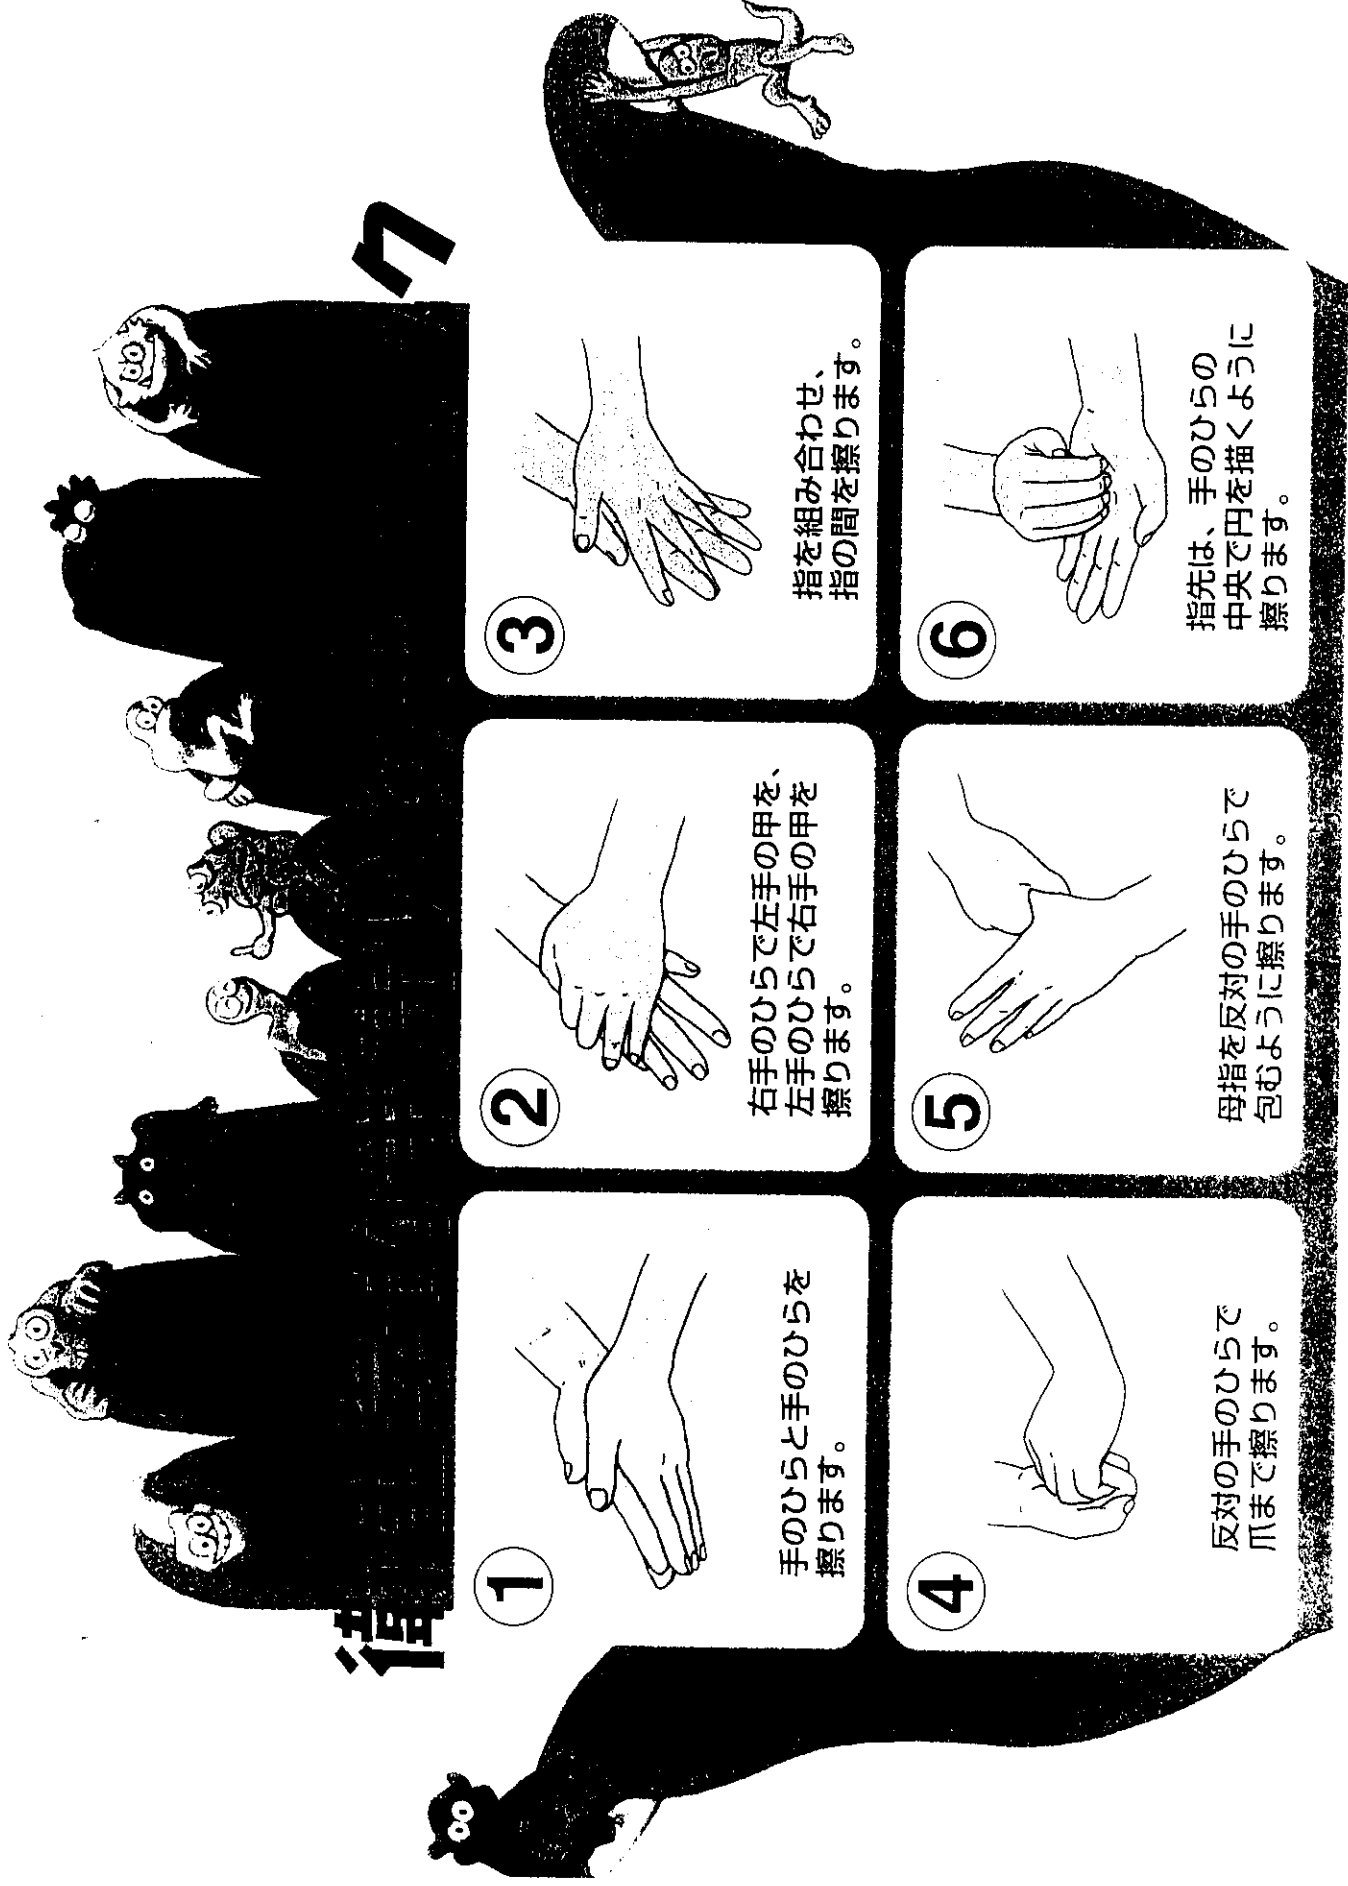 ①
手のひらと手のひらを
擦ります。
②
右手のひらで左手の甲を、
左手のひらで右手の甲を
擦ります。
③
指を組み合わせ、
指の間を擦ります。
④
反対の手のひらで
爪まで擦ります。
⑤
母指を反対の手のひらで
包むように擦ります。
⑥
指先は、手のひらの
中央で円を描くように
擦ります。